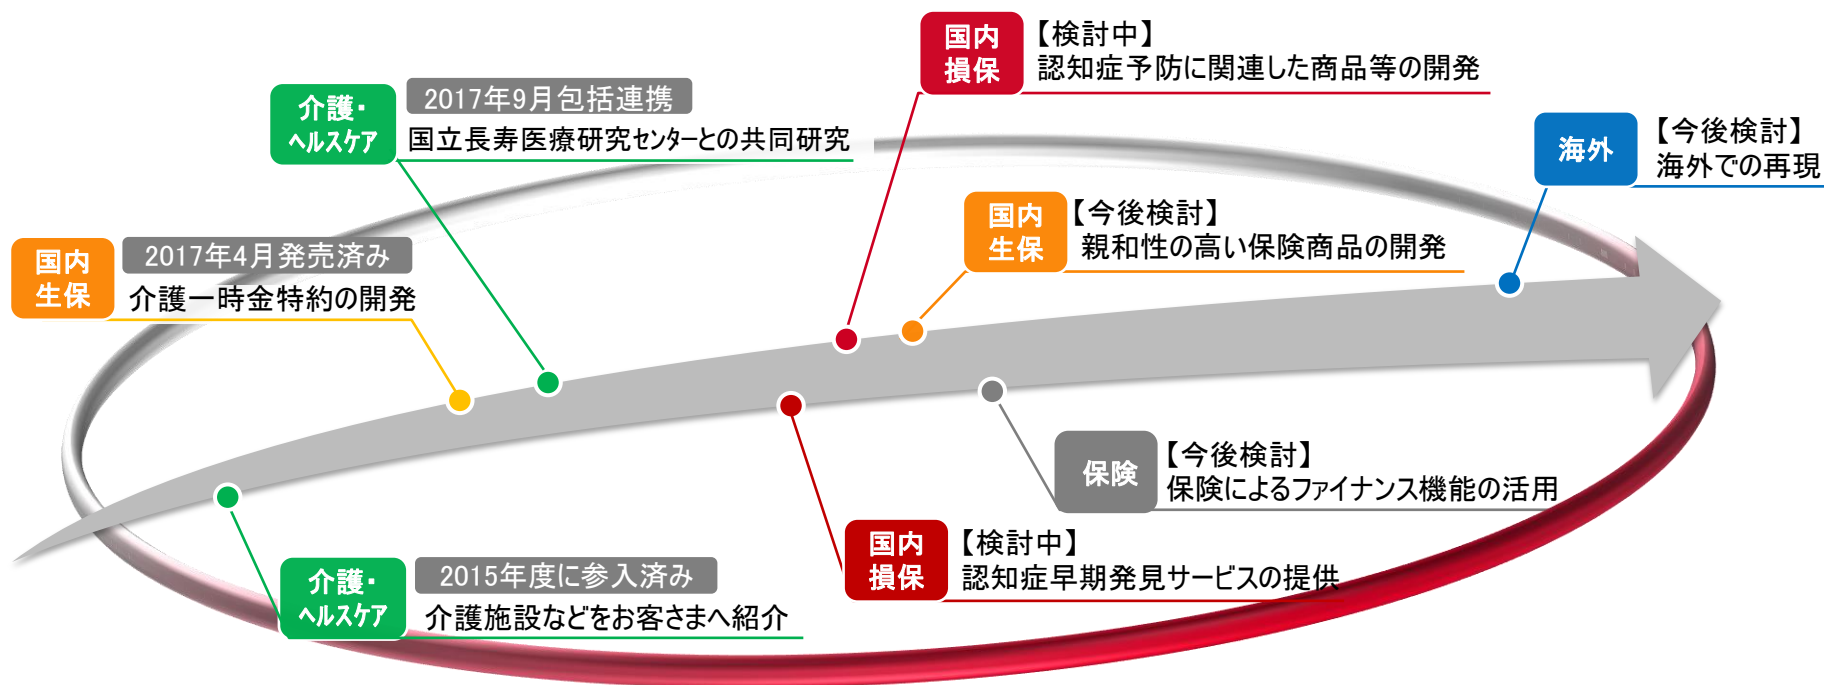 国内
損保
【検討中】
認知症予防に関連した商品等の開発
介護・
ヘルスケア
2017年9月包括連携
国立長寿医療研究センターとの共同研究
海外
【今後検討】
海外での再現
国内
生保
【今後検討】
親和性の高い保険商品の開発
国内
生保
2017年4月発売済み
介護一時金特約の開発
保険
【今後検討】
保険によるファイナンス機能の活用
国内
損保
【検討中】
認知症早期発見サービスの提供
介護・
ヘルスケア
2015年度に参入済み
介護施設などをお客さまへ紹介